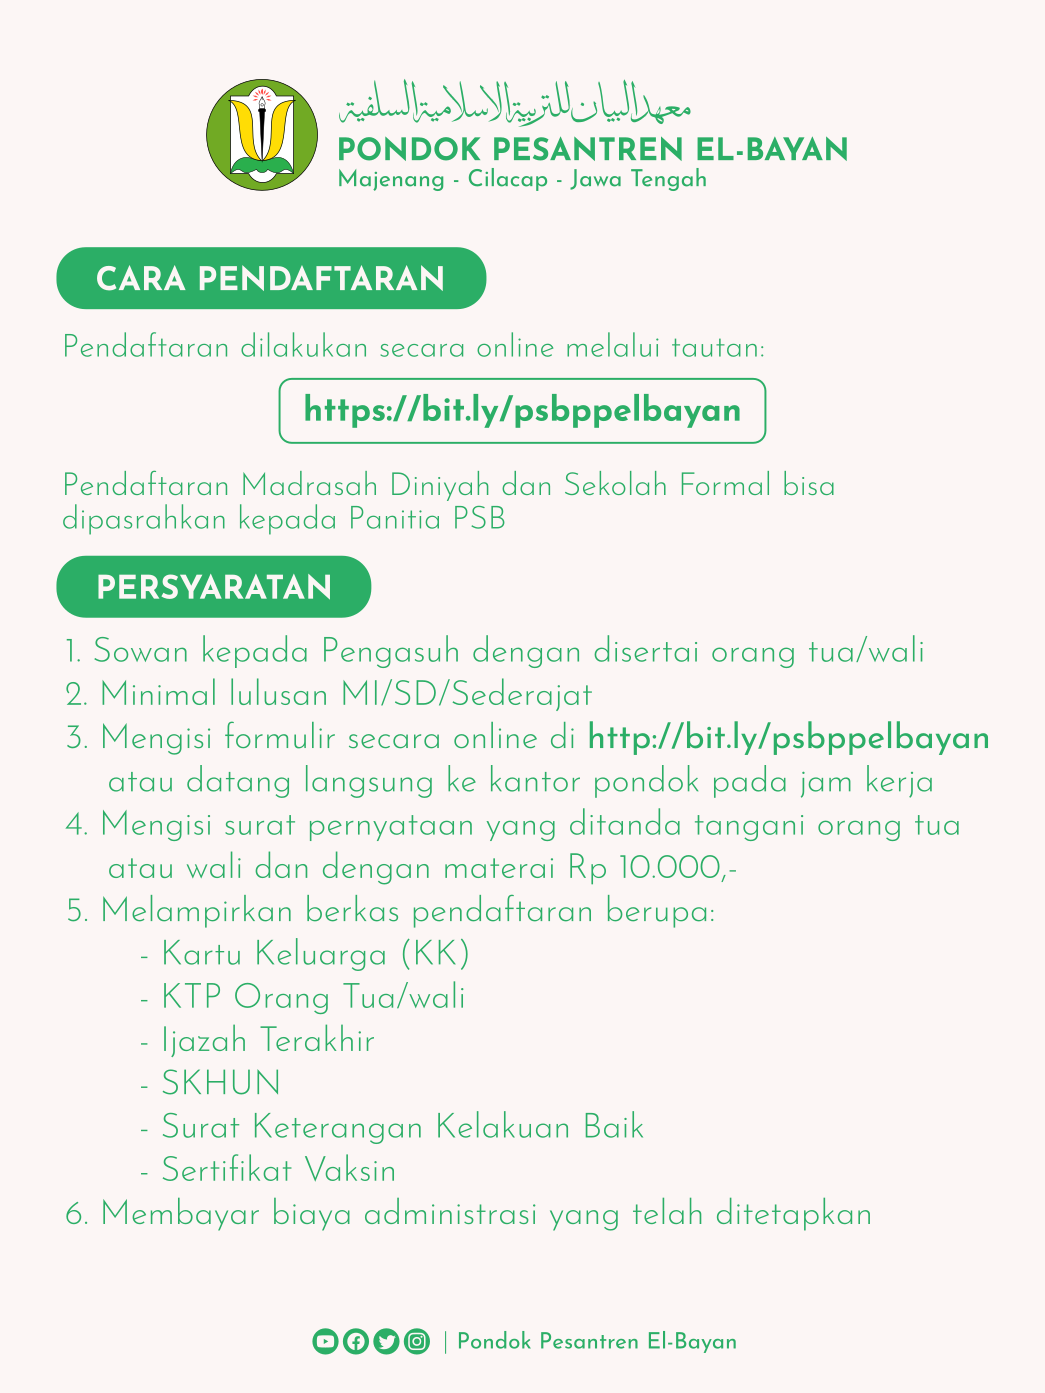 معهد البيان للتربية الاسلامية السلفية
PONDOK PESANTREN EL-BAYAN
Majenang - Cilacap - Jawa Tengah
CARA PENDAFTARAN
Pendaftaran dilakukan secara online melalui tautan:
https://bit.ly/psbppelbayan
Pendaftaran Madrasah Diniyah dan Sekolah Formal bisa
dipasrahkan kepada Panitia PSB
PERSYARATAN
1. Sowan kepada Pengasuh dengan disertai orang tua/wali
2. Minimal lulusan MI/SD/Sederajat
3. Mengisi formulir secara online di http://bit.ly/psbppelbayan
atau datang langsung ke kantor pondok pada jam kerja
4. Mengisi surat pernyataan yang ditanda tangani orang tua
atau wali dan dengan materai Rp 10.000,-
5. Melampirkan berkas pendaftaran berupa:
- Kartu Keluarga (KK)
- KTP Orang Tua/wali
- Ijazah Terakhir
- SKHUN
- Surat Keterangan Kelakuan Baik
- Sertifikat Vaksin
6. Membayar biaya administrasi yang telah ditetapkan
| Pondok Pesantren El-Bayan